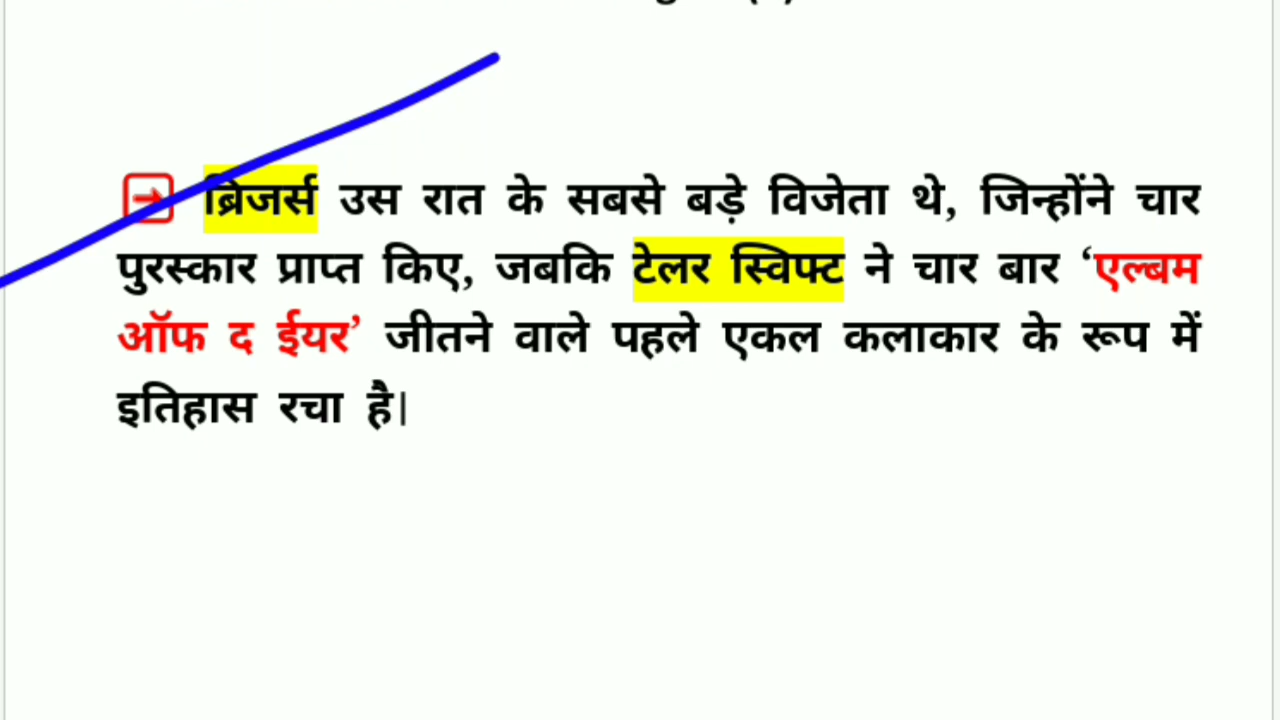 ब्रिजर्स उस रात के सबसे बड़े विजेता थे, जिन्होंने चार
पुरस्कार प्राप्त किए, जबकि टेलर स्विफ्ट ने चार बार ‘एल्बम
ऑफ द ईयर’ जीतने वाले पहले एकल कलाकार के रूप में
इतिहास रचा है।